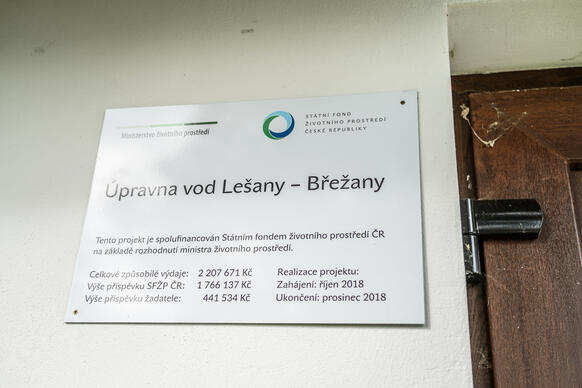 Ministerstvo životního prostředí
STÁTNÍ FOND
ŽIVOTNÍHO PROSTŘEDÍ
ČESKÉ REPUBLIKY
Úpravna vod Lešany – Břežany
Tento projekt je spolufinancován Státním fondem životního prostředí ČR
na základě rozhodnutí ministra životního prostředí.
Celkové způsobilé výdaje: 2 207 671 Kč Realizace projektu:
Výše příspěvku SFŽP ČR: 1 766 137 Kč Zahájení: říjen 2018
Výše příspěvku žadatele: 441 534 Kč Ukončení: prosinec 2018